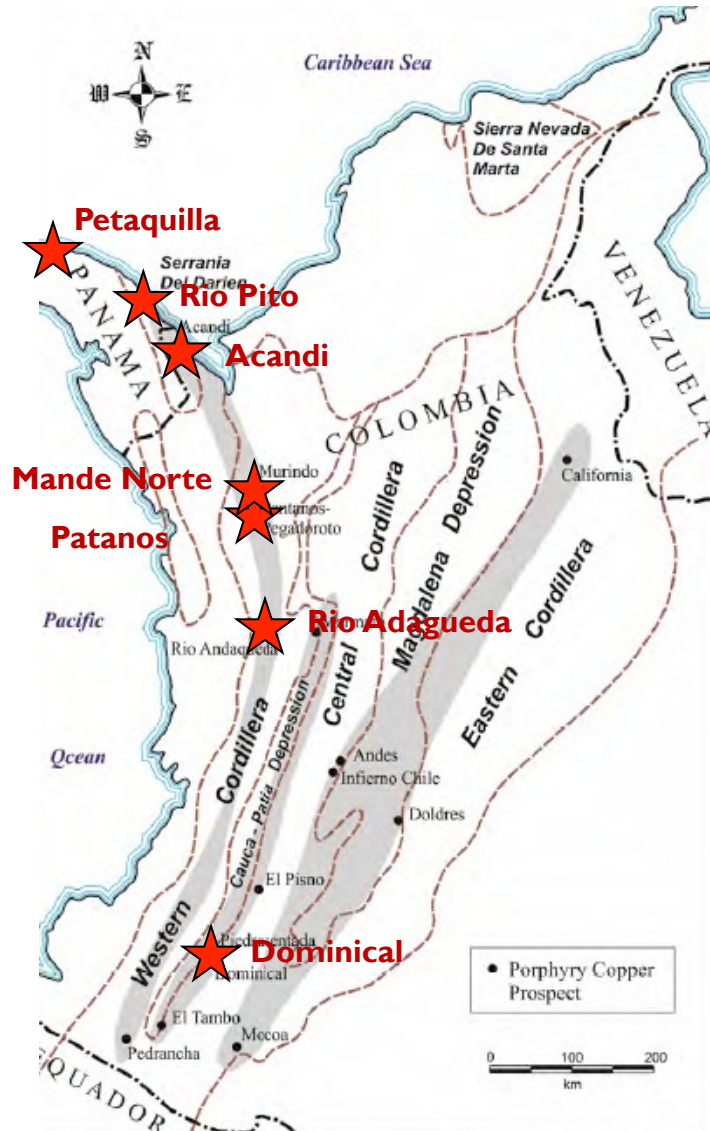 N
W
E
S
Caribbean Sea
Sierra Nevada
De Santa
Marta
Petaquilla
Serrania
Del Darien
Rio Pito
Acandi
Acandi
PANAMA
VENEZUELA
COLOMBIA
Mande Norte
Murindo
California
Patanos
Pegadoroto
Cordillera
Magdalena Depression
Eastern Cordillera
Pacific
Rio Adagueda
Rio Andaqueda
Central
Cordillera
Cauca - Patia Depression
Qcean
Andes
Infierno Chile
Doldres
El Pisno
Western
Piedrasentada
Dominical
Dominical
Porphyry Copper
Prospect
El Tambo
Mocoa
Pedrancha
0 100 200
km
EQUADOR